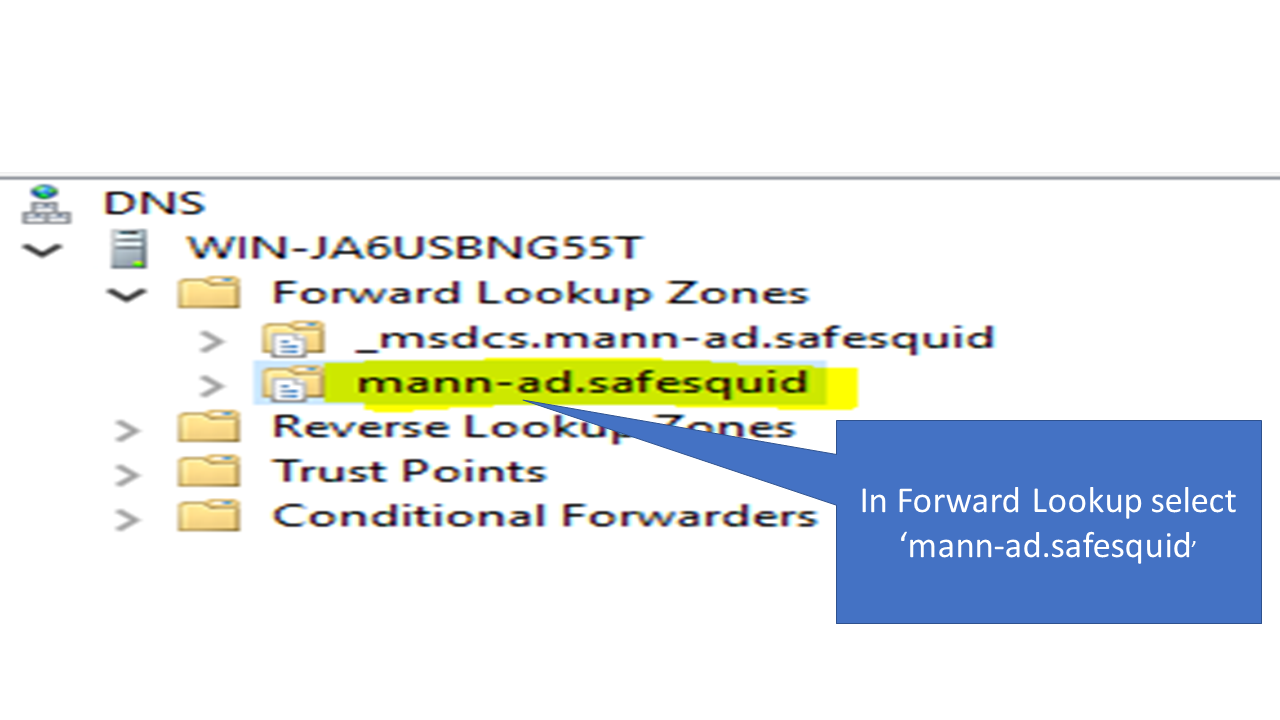 DNS
WIN-JA6USBNG55T
Forward Lookup Zones
_msdcs.mann-ad.safesquid
mann-ad.safesquid
Reverse Lookup Zones
Trust Points
Conditional Forwarders
In Forward Lookup select
‘mann-ad.safesquid’